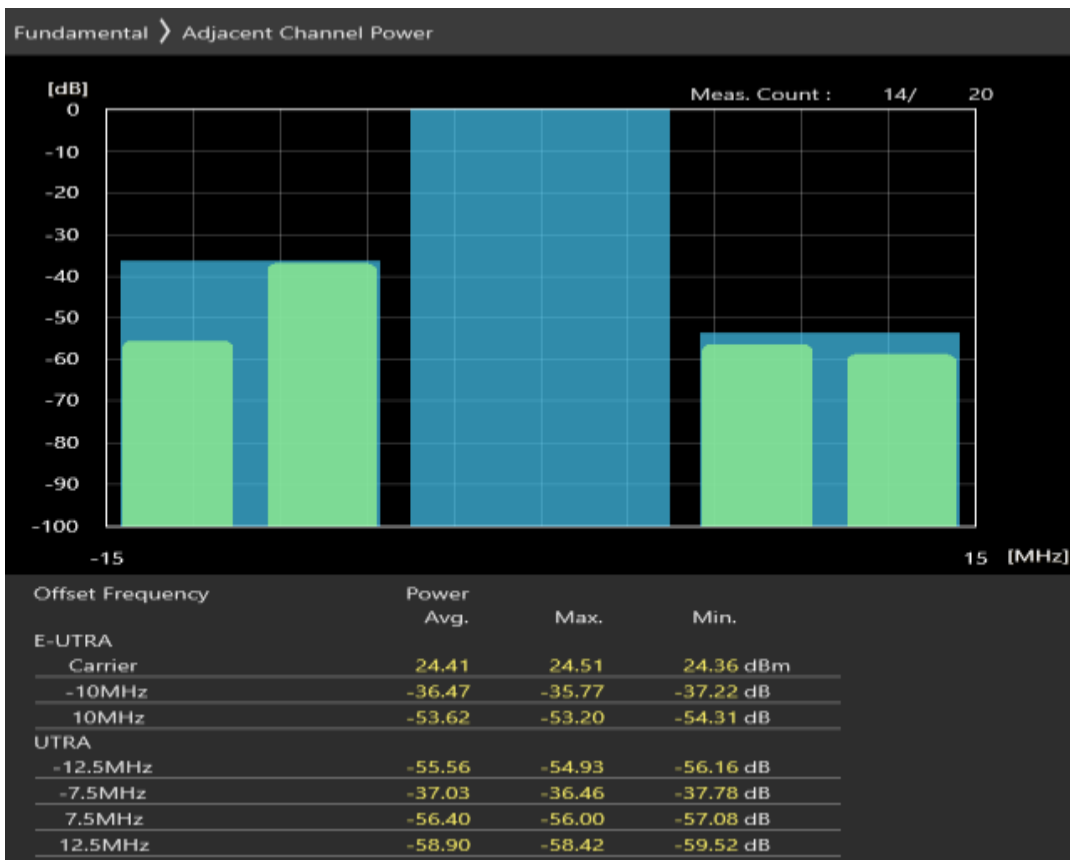 Fundamental ❯ Adjacent Channel Power
[dB]
Meas. Count : 14/ 20
0
-10
-20
-30
-40
-50
-60
-70
-80
-90
-100
-15 15 [MHz]
Offset Frequency Power
Avg. Max. Min.
E-UTRA
Carrier 24.41 24.51 24.36 dBm
-10MHz -36.47 -35.77 -37.22 dB
10MHz -53.62 -53.20 -54.31 dB
UTRA
-12.5MHz -55.56 -54.93 -56.16 dB
-7.5MHz -37.03 -36.46 -37.78 dB
7.5MHz -56.40 -56.00 -57.08 dB
12.5MHz -58.90 -58.42 -59.52 dB